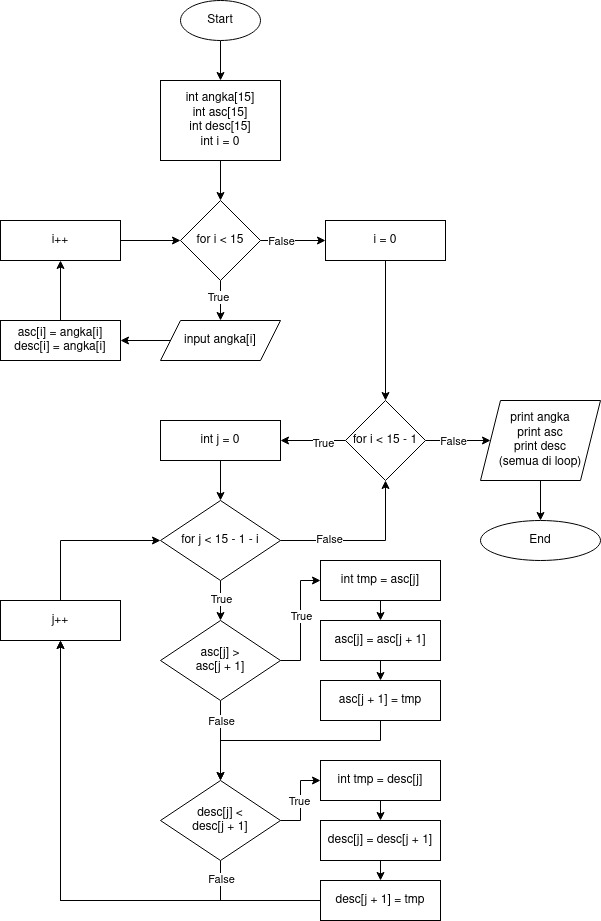 Start
int angka[15]
int asc[15]
int desc[15]
int i = 0
i++
for i < 15
False
i = 0
True
asc[i] = angka[i]
desc[i] = angka[i]
input angka[i]
int j = 0
True
for i < 15 - 1
False
print angka
print asc
print desc
(semua di loop)
for j < 15 - 1 - i
False
End
j++
True
int tmp = asc[j]
True
asc[j] >
asc[j + 1]
asc[j] = asc[j + 1]
asc[j + 1] = tmp
False
int tmp = desc[j]
True
desc[j] <
desc[j + 1]
desc[j] = desc[j + 1]
False
desc[j + 1] = tmp